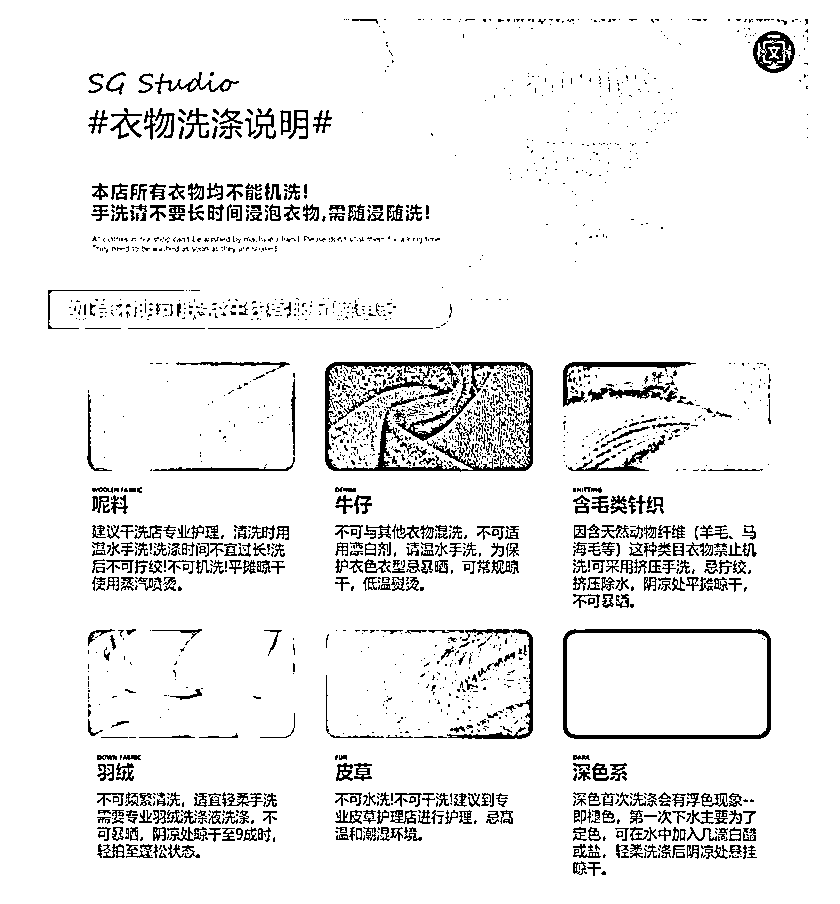 SG Studio
#衣物洗涤说明#
本店所有衣物均不能机洗!
手洗请不要长时间浸泡衣物,需随浸随洗!
They need to be washed as soon as they are soaked
WOOLEN FABRIC
呢料
建议干洗店专业护理，清洗时用
温水手洗!洗涤时间不宜过长!洗
后不可拧绞!不可机洗!平摊晾干
使用蒸汽熨烫。
DENIM
牛仔
不可与其他衣物混洗，不可适
用漂白剂，请温水手洗，为保
护衣色衣型忌暴晒，可常规晾
干，低温熨烫。
KNITTING
含毛类针织
因含天然动物纤维（羊毛、马
海毛等）这种类目衣物禁止机
洗!可采用挤压手洗，忌拧绞，
挤压除水，阴凉处平摊晾干，
不可暴晒。
DOWN FABRIC
羽绒
不可频繁清洗，适宜轻柔手洗
需要专业羽绒洗涤液洗涤，不
可暴晒，阴凉处晾干至9成时，
轻拍至蓬松状态。
FUR
皮草
不可水洗!不可干洗!建议到专
业皮草护理店进行护理，忌高
温和潮湿环境。
DARK
深色系
深色首次洗涤会有浮色现象--
即褪色，第一次下水主要为了
定色，可在水中加入几滴白醋
或盐，轻柔洗涤后阴凉处悬挂
晾干。